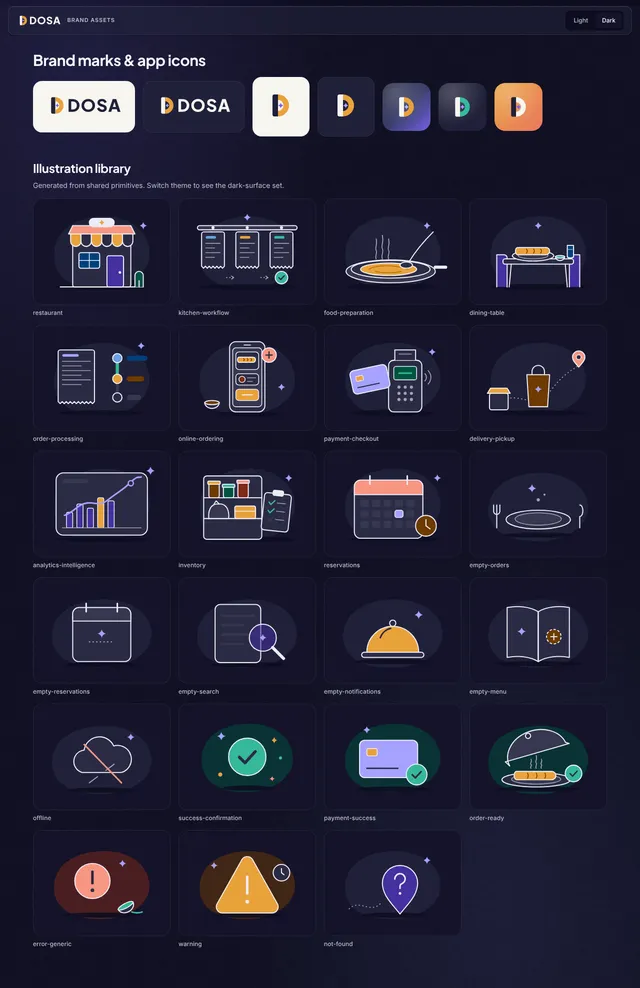 DOSA BRAND ASSETS Light Dark
Brand marks & app icons
DOSA DOSA
Illustration library
Generated from shared primitives. Switch theme to see the dark-surface set.
restaurant kitchen-workflow food-preparation dining-table
order-processing online-ordering payment-checkout delivery-pickup
analytics-intelligence inventory reservations empty-orders
empty-reservations empty-search empty-notifications empty-menu
offline success-confirmation payment-success order-ready
error-generic warning not-found